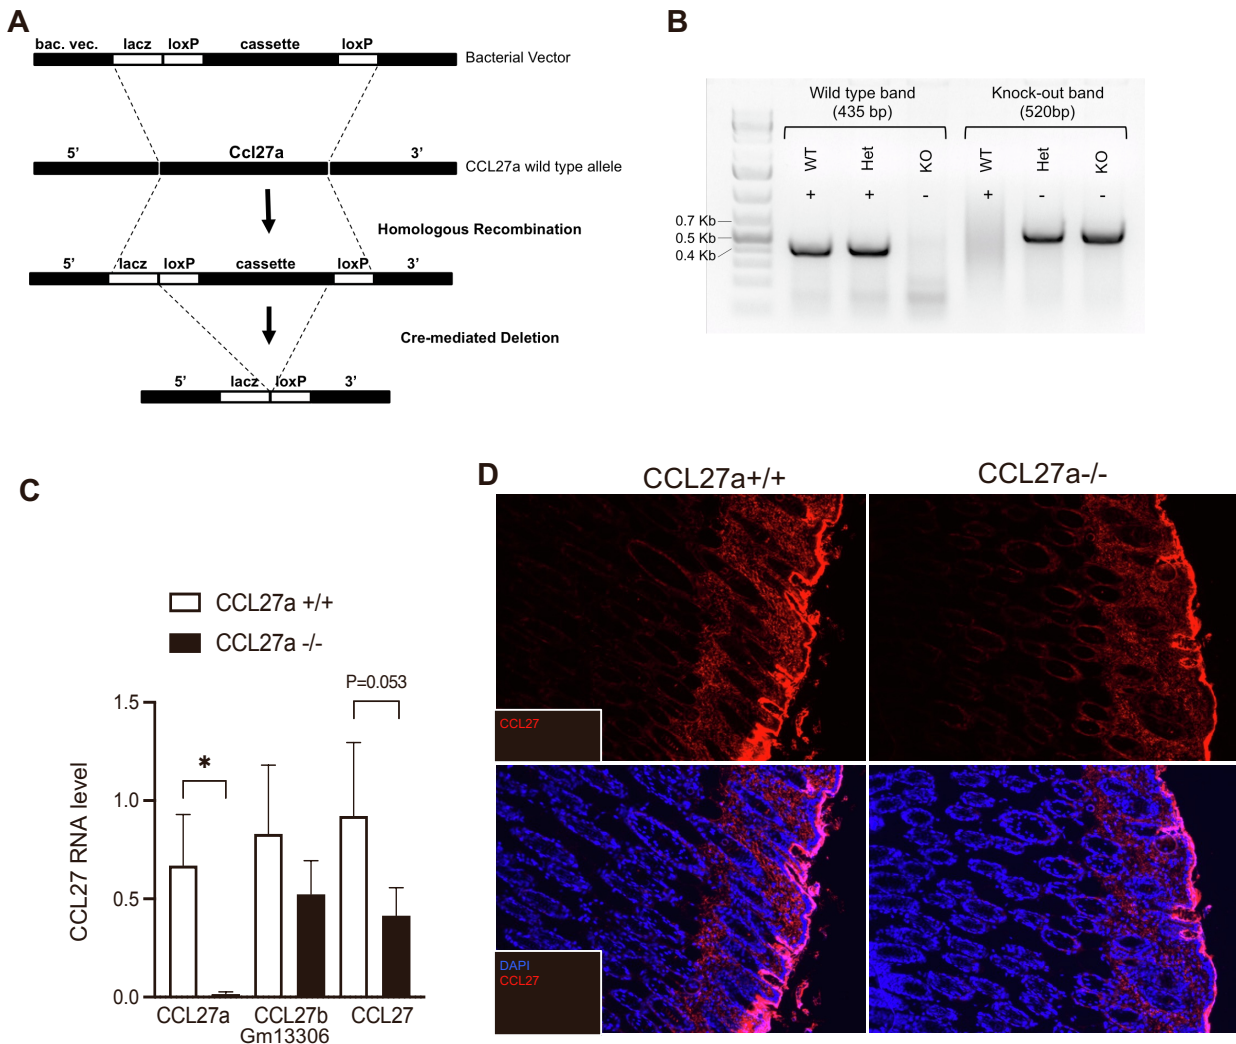 A
bac. vec. lacz loxP cassette loxP
Bacterial Vector
5’ Ccl27a 3’
CCL27a wild type allele
Homologous Recombination
5’ lacz loxP cassette loxP 3’
Cre-mediated Deletion
5’ lacz loxP 3’
B
Wild type band
(435 bp)
Knock-out band
(520bp)
WT Het KO WT Het KO
+ + - + - -
0.7 Kb
0.5 Kb
0.4 Kb
C
CCL27a +/+
CCL27a -/-
P=0.053
*
CCL27 RNA level
1.5
1.0
0.5
0.0
CCL27a CCL27b CCL27
Gm13306
D
CCL27a+/+ CCL27a-/-
CCL27
DAPI
CCL27